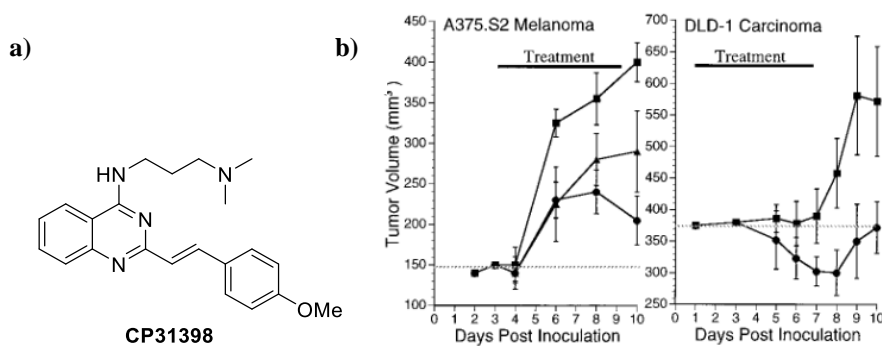 a)
HN
N
N
N
OMe
CP31398
b)
A375.S2 Melanoma
Treatment
Tumor Volume (mm³)
450
400
350
300
250
200
150
100
0 1 2 3 4 5 6 7 8 9 10
Days Post Inoculation
DLD-1 Carcinoma
Treatment
700
650
600
550
500
450
400
350
300
250
0 1 2 3 4 5 6 7 8 9 10
Days Post Inoculation